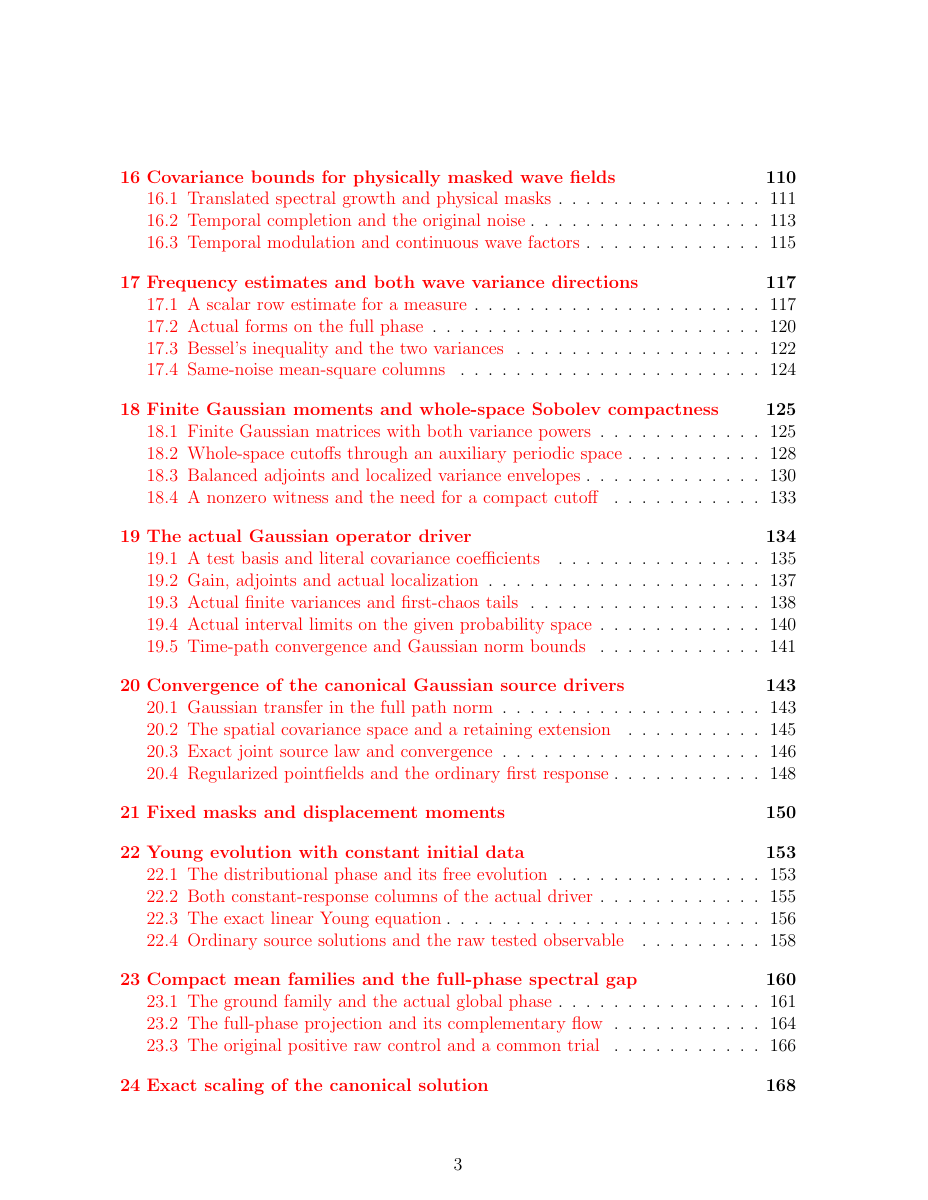 16 Covariance bounds for physically masked wave fields 110
16.1 Translated spectral growth and physical masks . . . . . . . . . . . . . . . 111
16.2 Temporal completion and the original noise . . . . . . . . . . . . . . . . . 113
16.3 Temporal modulation and continuous wave factors . . . . . . . . . . . . . 115
17 Frequency estimates and both wave variance directions 117
17.1 A scalar row estimate for a measure . . . . . . . . . . . . . . . . . . . . . 117
17.2 Actual forms on the full phase . . . . . . . . . . . . . . . . . . . . . . . . 120
17.3 Bessel's inequality and the two variances . . . . . . . . . . . . . . . . . . 122
17.4 Same-noise mean-square columns . . . . . . . . . . . . . . . . . . . . . . 124
18 Finite Gaussian moments and whole-space Sobolev compactness 125
18.1 Finite Gaussian matrices with both variance powers . . . . . . . . . . . . 125
18.2 Whole-space cutoffs through an auxiliary periodic space . . . . . . . . . . 128
18.3 Balanced adjoints and localized variance envelopes . . . . . . . . . . . . . 130
18.4 A nonzero witness and the need for a compact cutoff . . . . . . . . . . . 133
19 The actual Gaussian operator driver 134
19.1 A test basis and literal covariance coefficients . . . . . . . . . . . . . . . 135
19.2 Gain, adjoints and actual localization . . . . . . . . . . . . . . . . . . . . 137
19.3 Actual finite variances and first-chaos tails . . . . . . . . . . . . . . . . . 138
19.4 Actual interval limits on the given probability space . . . . . . . . . . . . 140
19.5 Time-path convergence and Gaussian norm bounds . . . . . . . . . . . . 141
20 Convergence of the canonical Gaussian source drivers 143
20.1 Gaussian transfer in the full path norm . . . . . . . . . . . . . . . . . . . 143
20.2 The spatial covariance space and a retaining extension . . . . . . . . . . 145
20.3 Exact joint source law and convergence . . . . . . . . . . . . . . . . . . . 146
20.4 Regularized pointfields and the ordinary first response . . . . . . . . . . . 148
21 Fixed masks and displacement moments 150
22 Young evolution with constant initial data 153
22.1 The distributional phase and its free evolution . . . . . . . . . . . . . . . 153
22.2 Both constant-response columns of the actual driver . . . . . . . . . . . . 155
22.3 The exact linear Young equation . . . . . . . . . . . . . . . . . . . . . . . 156
22.4 Ordinary source solutions and the raw tested observable . . . . . . . . . 158
23 Compact mean families and the full-phase spectral gap 160
23.1 The ground family and the actual global phase . . . . . . . . . . . . . . . 161
23.2 The full-phase projection and its complementary flow . . . . . . . . . . . 164
23.3 The original positive raw control and a common trial . . . . . . . . . . . 166
24 Exact scaling of the canonical solution 168
3